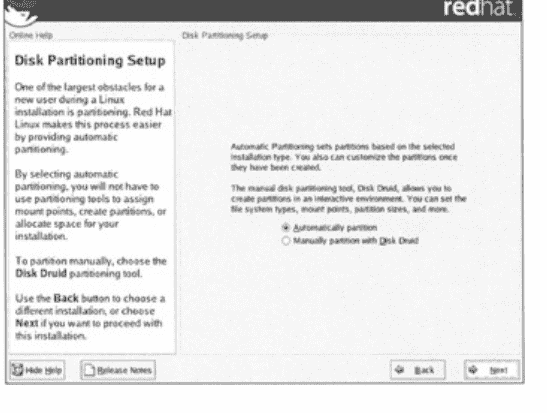 redhat
Online Help
Disk Partitioning Setup
Disk Partitioning Setup
One of the largest obstacles for a
new user during a Linux
installation is partitioning. Red Hat
Linux makes this process easier
by providing automatic
partitioning.
By selecting automatic
partitioning, you will not have to
use partitioning tools to assign
mount points, create partitions, or
allocate space for your
installation.
To partition manually, choose the
Disk Druid partitioning tool.
Use the Back button to choose a
different installation, or choose
Next if you want to proceed with
this installation.
Automatic Partitioning sets partitions based on the selected
installation type. You also can customize the partitions once
they have been created.
The manual disk partitioning tool, Disk Druid, allows you to
create partitions in an interactive environment. You can set the
file system types, mount points, partition sizes, and more.
Automatically partition
Manually partition with Disk Druid
Hide Help
Release Notes
Back
Next